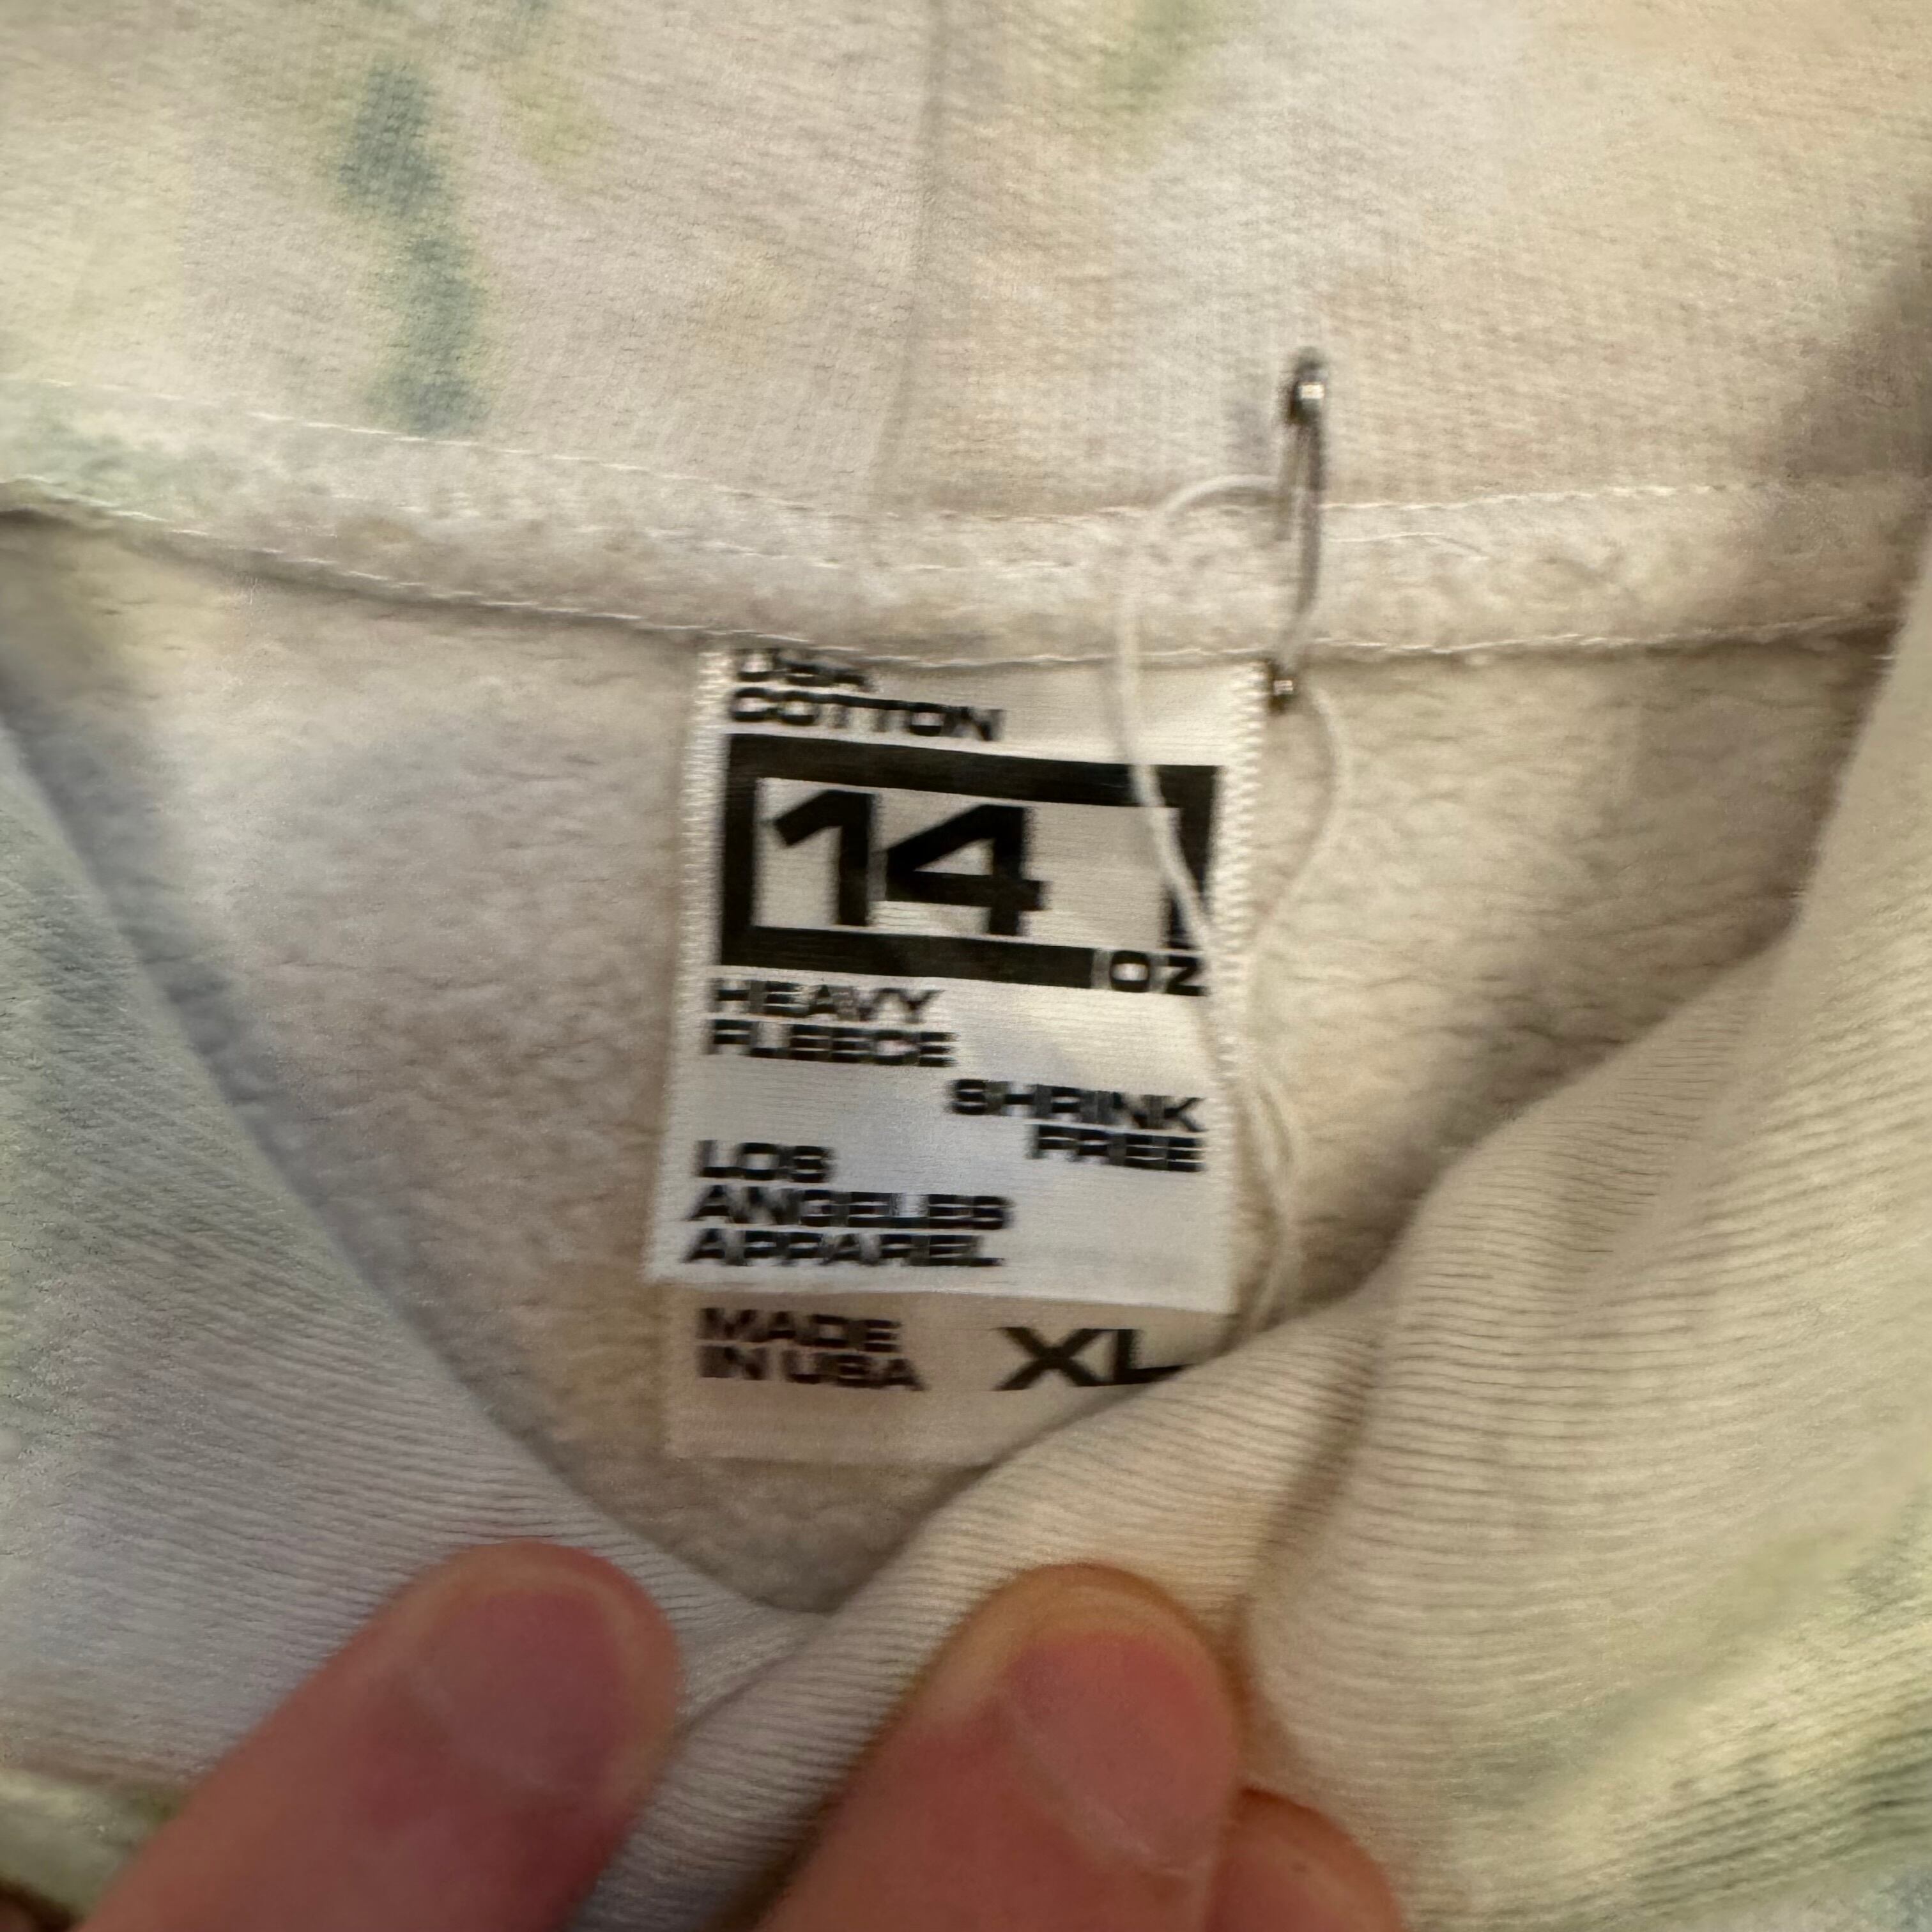 USA
COTTON
14
OZ
HEAVY
FLEECE
SHRINK
FREE
LOS
ANGELES
APPAREL
MADE
IN USA
XL